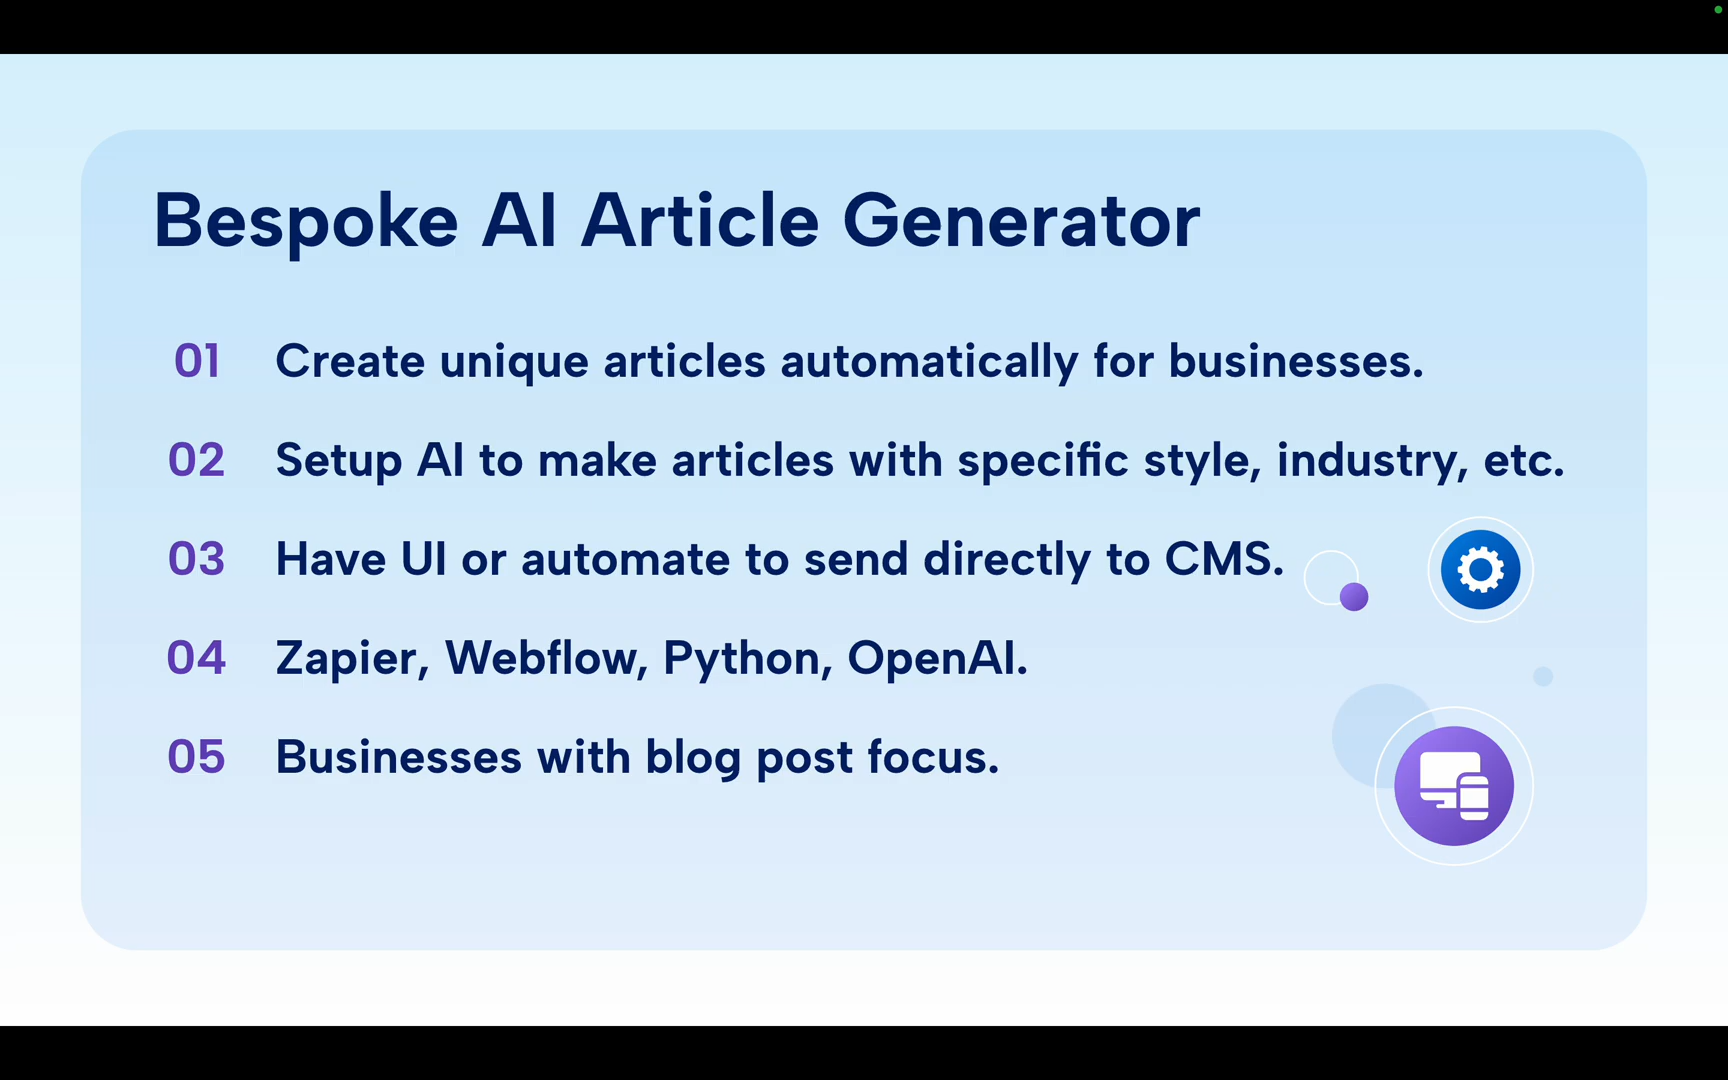 Bespoke AI Article Generator
01 Create unique articles automatically for businesses.
02 Setup AI to make articles with specific style, industry, etc.
03 Have UI or automate to send directly to CMS.
04 Zapier, Webflow, Python, OpenAI.
05 Businesses with blog post focus.